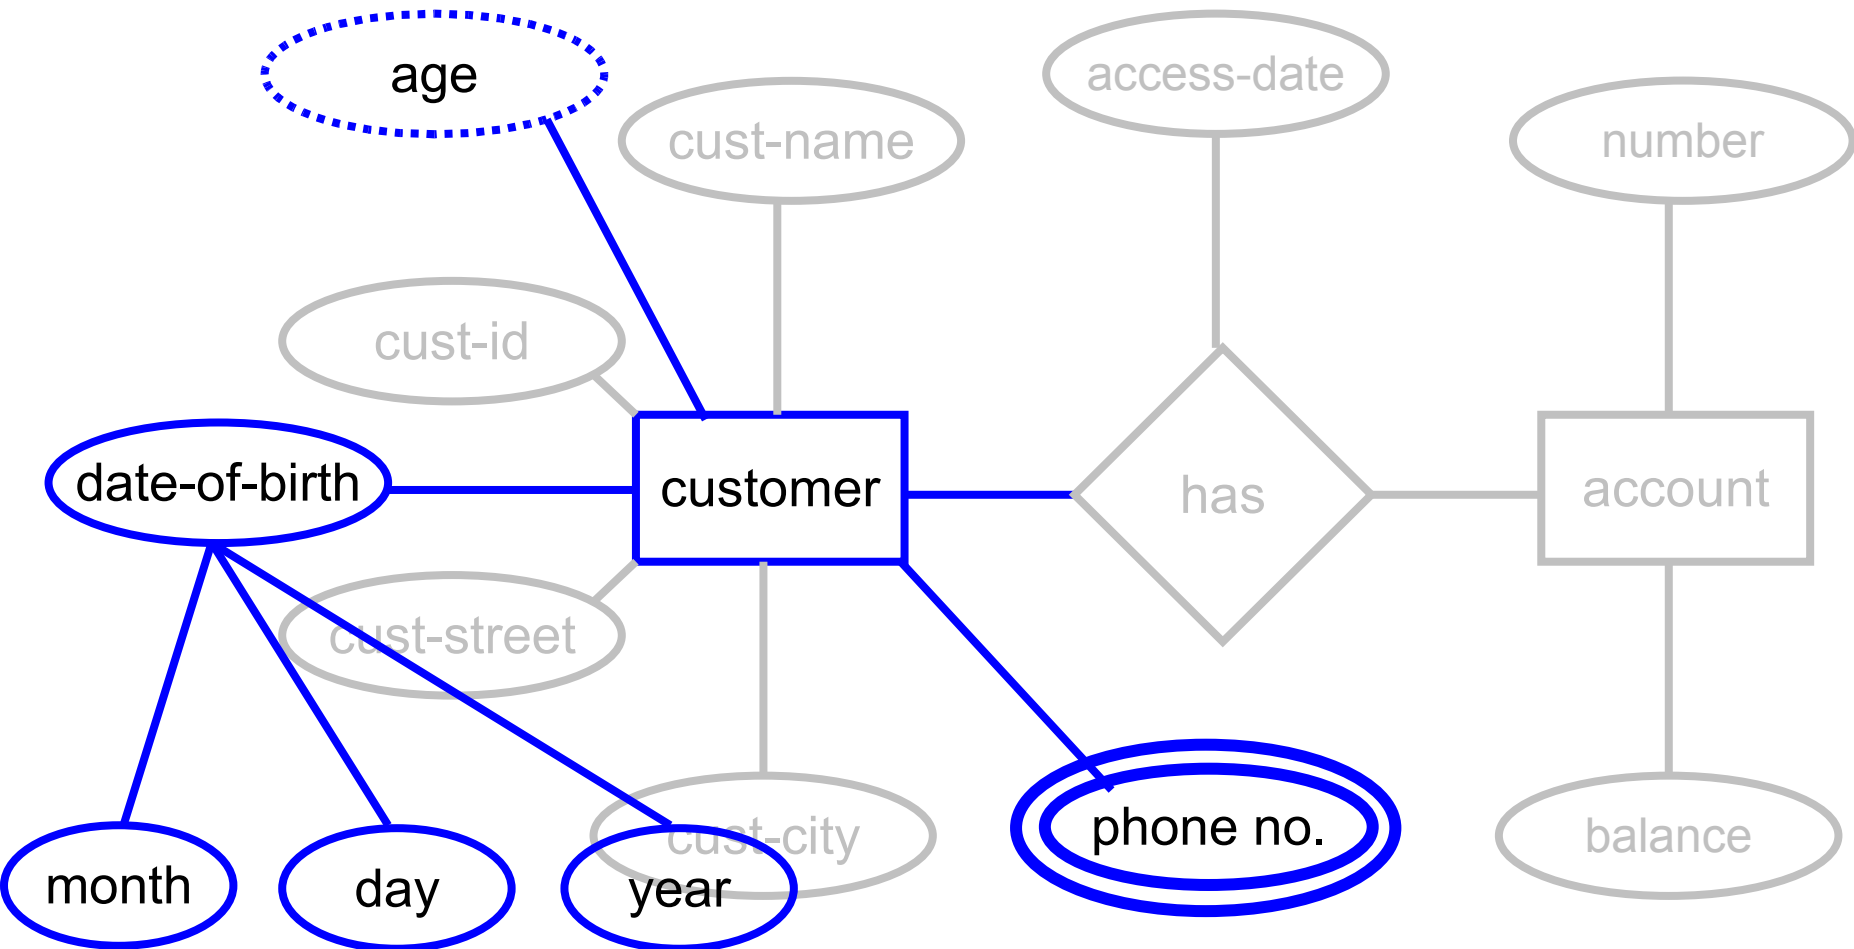 age
access-date
cust-name
number
cust-id
date-of-birth
customer
has
account
cust-street
phone no.
cust-city
balance
month
day
year